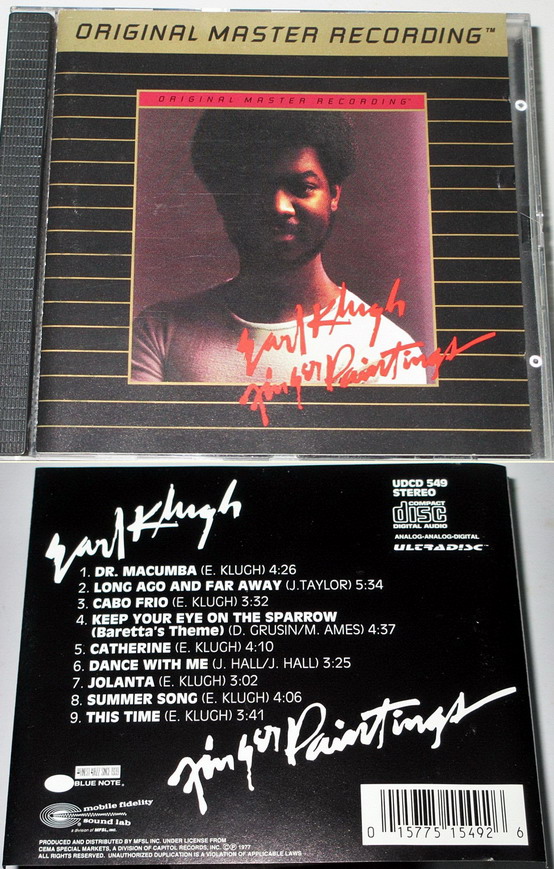 ORIGINAL MASTER RECORDING™
ORIGINAL MASTER RECORDING™
Earl Klugh
Finger Paintings
Earl Klugh
UDCD 549
STEREO
COMPACT
disc
DIGITAL AUDIO
ANALOG-ANALOG-DIGITAL
ULTRADISC™
1. DR. MACUMBA (E. KLUGH) 4:26
2. LONG AGO AND FAR AWAY (J.TAYLOR) 5:34
3. CABO FRIO (E. KLUGH) 3:32
4. KEEP YOUR EYE ON THE SPARROW
(Baretta's Theme) (D. GRUSIN/M. AMES) 4:37
5. CATHERINE (E. KLUGH) 4:10
6. DANCE WITH ME (J. HALL/J. HALL) 3:25
7. JOLANTA (E. KLUGH) 3:02
8. SUMMER SONG (E. KLUGH) 4:06
9. THIS TIME (E. KLUGH) 3:41
Finger Paintings
BLUE NOTE.
mobile fidelity
sound lab
a division of MFSL, inc.
PRODUCED AND DISTRIBUTED BY MFSL INC. UNDER LICENSE FROM
CEMA SPECIAL MARKETS, A DIVISION OF CAPITOL RECORDS, INC. ©℗ 1977
ALL RIGHTS RESERVED. UNAUTHORIZED DUPLICATION IS A VIOLATION OF APPLICABLE LAWS
0 15775 15492 6